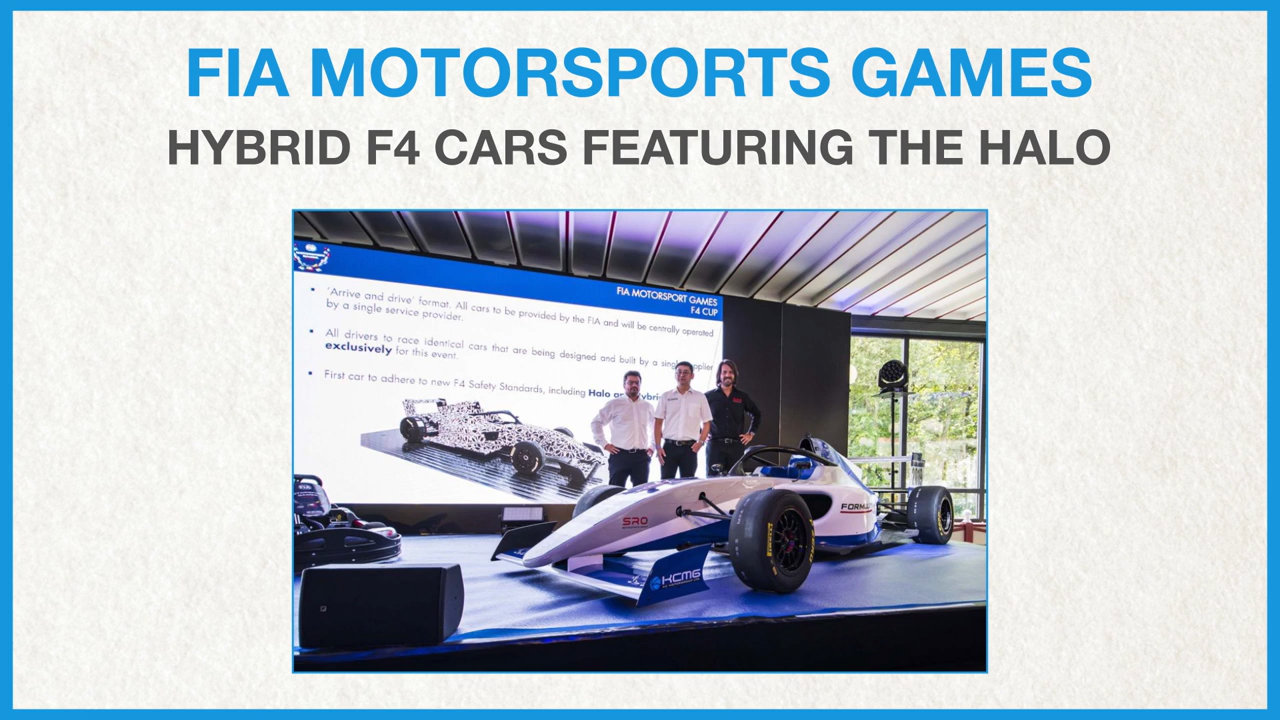 FIA MOTORSPORTS GAMES
HYBRID F4 CARS FEATURING THE HALO
FIA MOTORSPORT GAMES
F4 CUP
▪ 'Arrive and drive' format. All cars to be provided by the FIA and will be centrally operated
by a single service provider.
▪ All drivers to race identical cars that are being designed and built by a single supplier
exclusively for this event.
▪ First car to adhere to new F4 Safety Standards, including Halo
SRO
KCMG
FORMULA